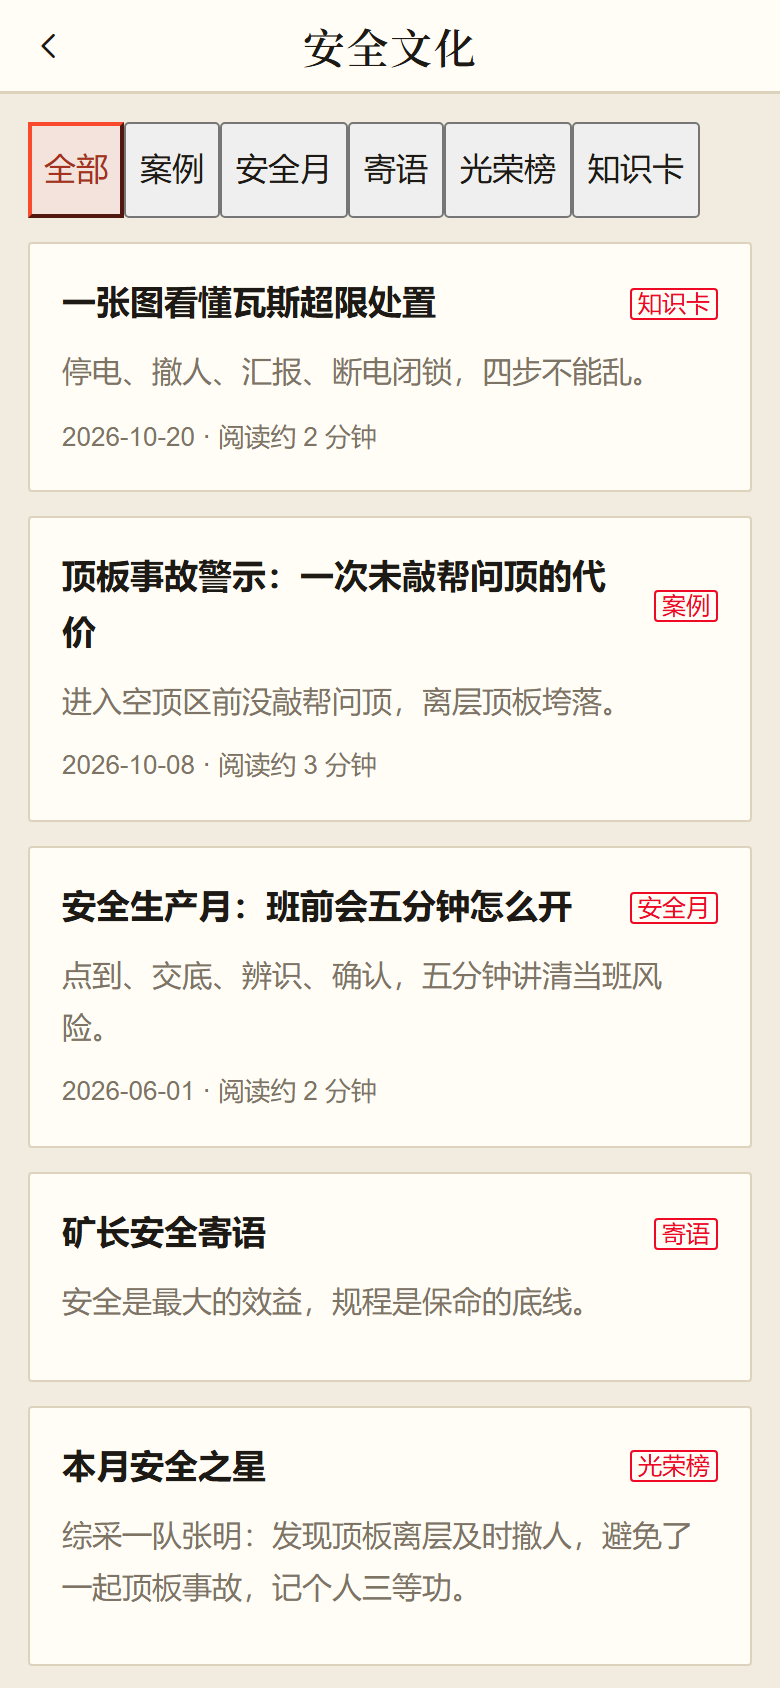 安全文化
全部 案例 安全月 寄语 光荣榜 知识卡
一张图看懂瓦斯超限处置 知识卡
停电、撤人、汇报、断电闭锁，四步不能乱。
2026-10-20 · 阅读约 2 分钟
顶板事故警示：一次未敲帮问顶的代
价
案例
进入空顶区前没敲帮问顶，离层顶板垮落。
2026-10-08 · 阅读约 3 分钟
安全生产月：班前会五分钟怎么开 安全月
点到、交底、辨识、确认，五分钟讲清当班风
险。
2026-06-01 · 阅读约 2 分钟
矿长安全寄语 寄语
安全是最大的效益，规程是保命的底线。
本月安全之星 光荣榜
综采一队张明：发现顶板离层及时撤人，避免了
一起顶板事故，记个人三等功。